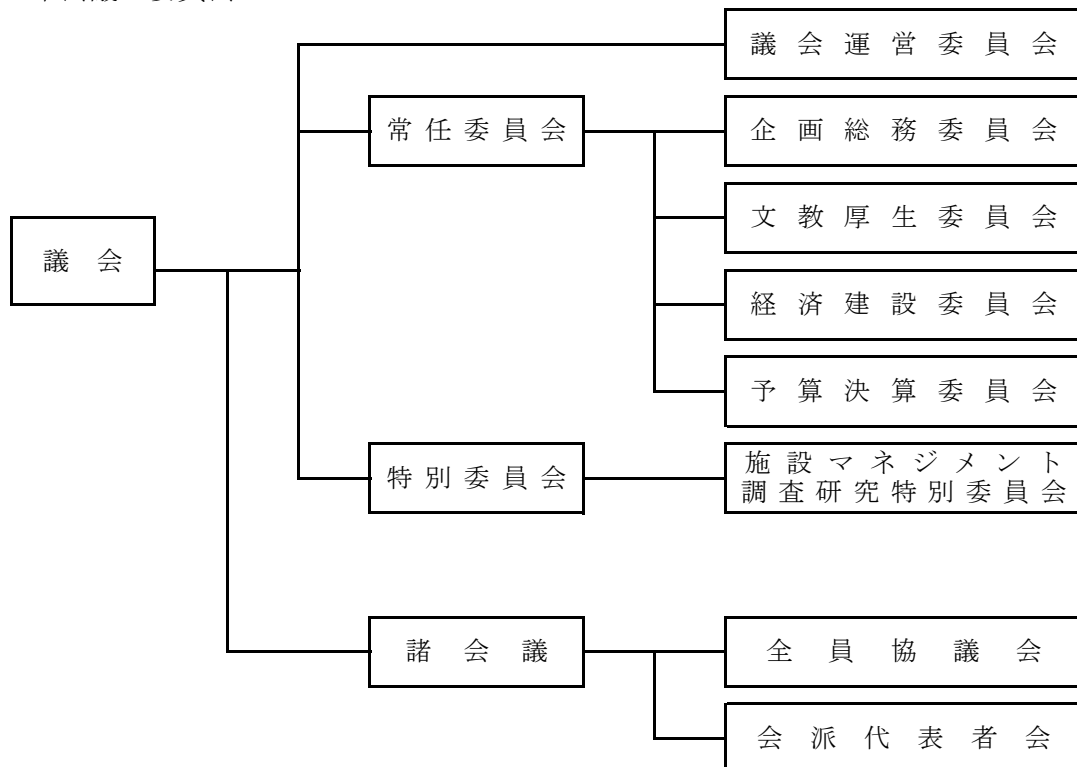 議会運営委員会
常任委員会
企画総務委員会
文教厚生委員会
議会
経済建設委員会
予算決算委員会
特別委員会
施設マネジメント
調査研究特別委員会
諸会議
全員協議会
会派代表者会